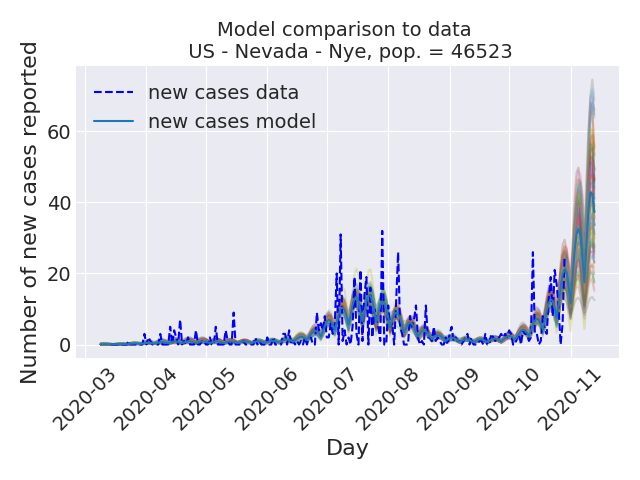 Model comparison to data
US - Nevada - Nye, pop. = 46523
Number of new cases reported
new cases data
new cases model
60
40
20
0
2020-03
2020-04
2020-05
2020-06
2020-07
2020-08
2020-09
2020-10
2020-11
Day